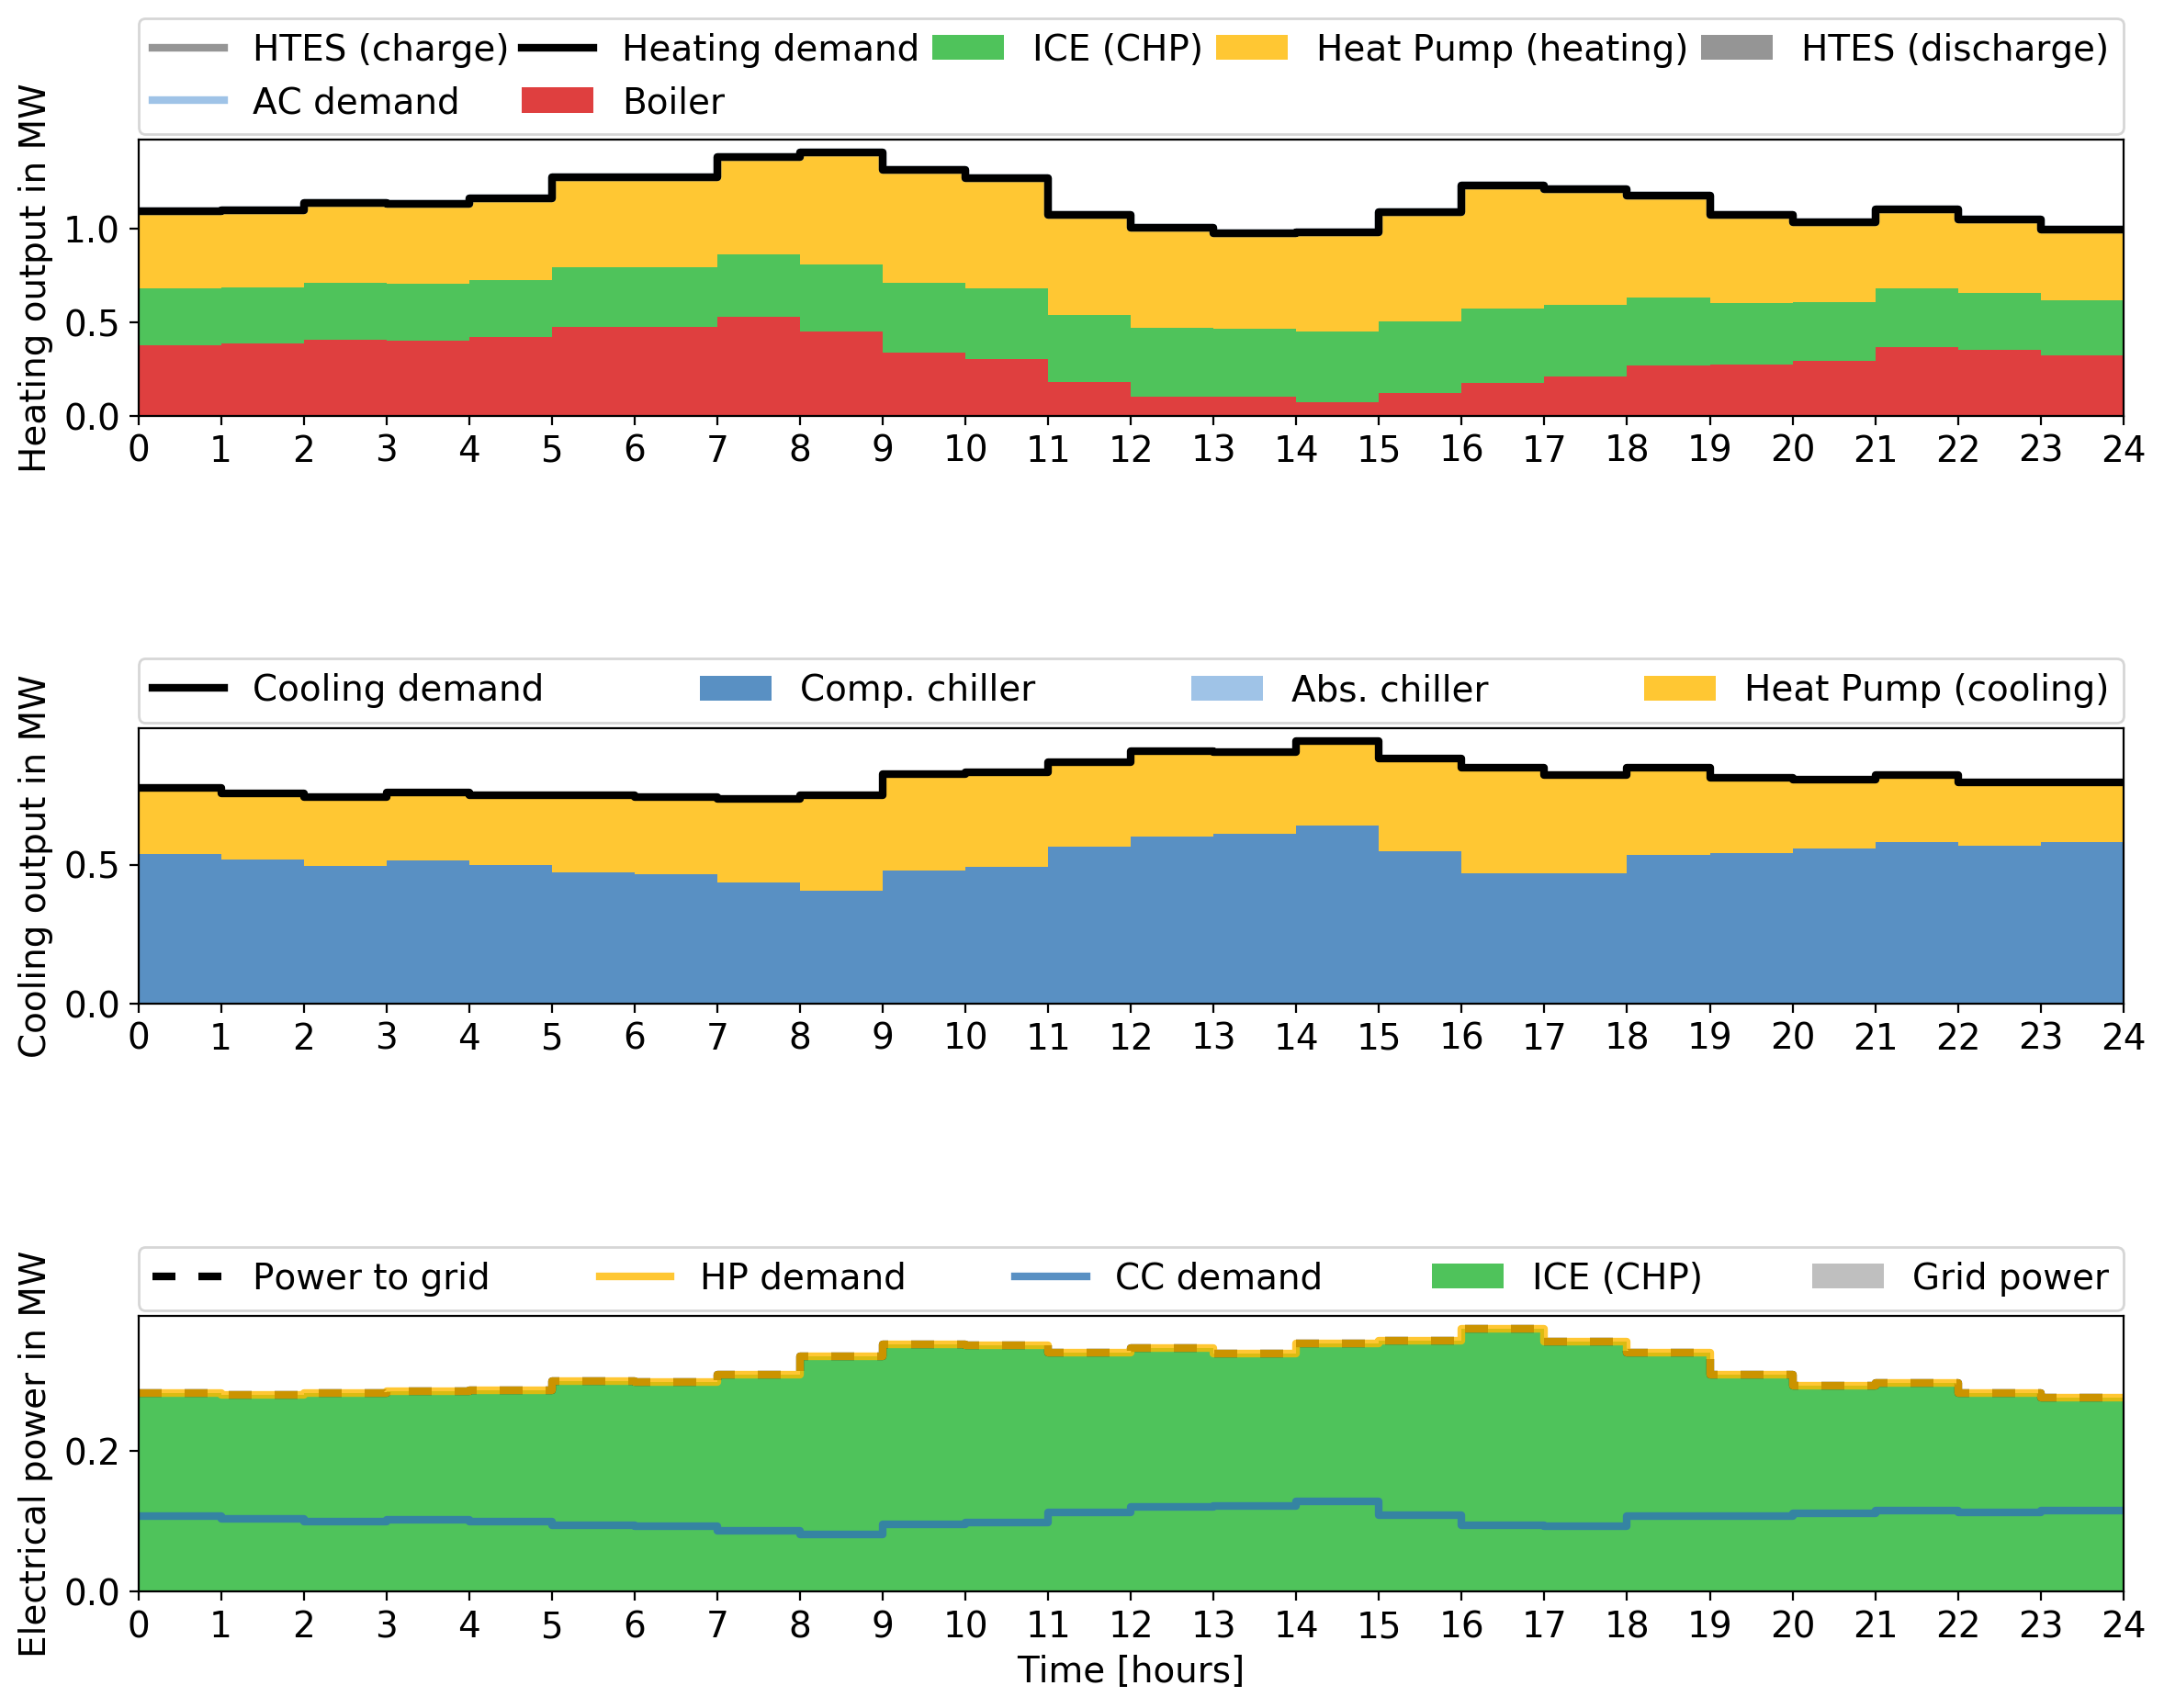 HTES (charge) Heating demand ICE (CHP) Heat Pump (heating) HTES (discharge)
AC demand Boiler
Heating output in MW
1.0
0.5
0.0
0 1 2 3 4 5 6 7 8 9 10 11 12 13 14 15 16 17 18 19 20 21 22 23 24
Cooling demand Comp. chiller Abs. chiller Heat Pump (cooling)
Cooling output in MW
0.5
0.0
0 1 2 3 4 5 6 7 8 9 10 11 12 13 14 15 16 17 18 19 20 21 22 23 24
Power to grid HP demand CC demand ICE (CHP) Grid power
Electrical power in MW
0.2
0.0
0 1 2 3 4 5 6 7 8 9 10 11 12 13 14 15 16 17 18 19 20 21 22 23 24
Time [hours]